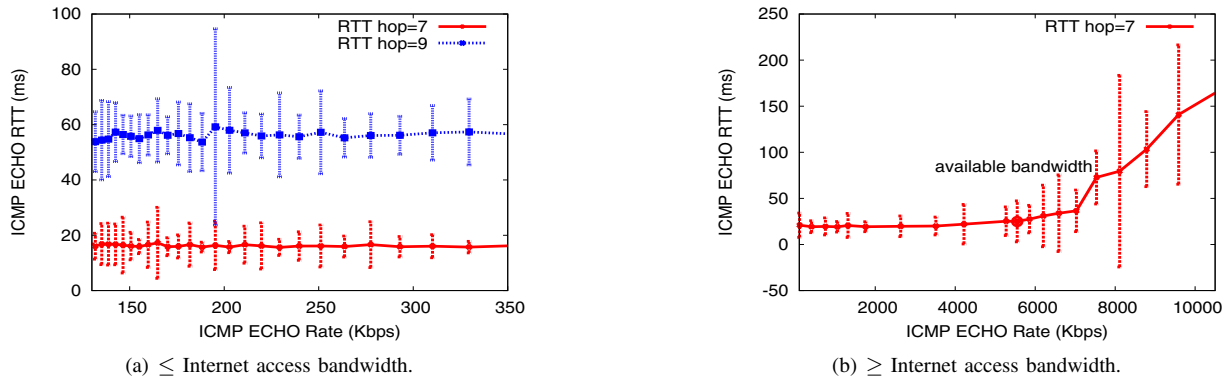 100
80
60
40
20
0
ICMP ECHO RTT (ms)
RTT hop=7
RTT hop=9
150
200
250
300
350
ICMP ECHO Rate (Kbps)
(a) ≤ Internet access bandwidth.
250
200
150
100
50
0
-50
ICMP ECHO RTT (ms)
RTT hop=7
available bandwidth
2000
4000
6000
8000
10000
ICMP ECHO Rate (Kbps)
(b) ≥ Internet access bandwidth.